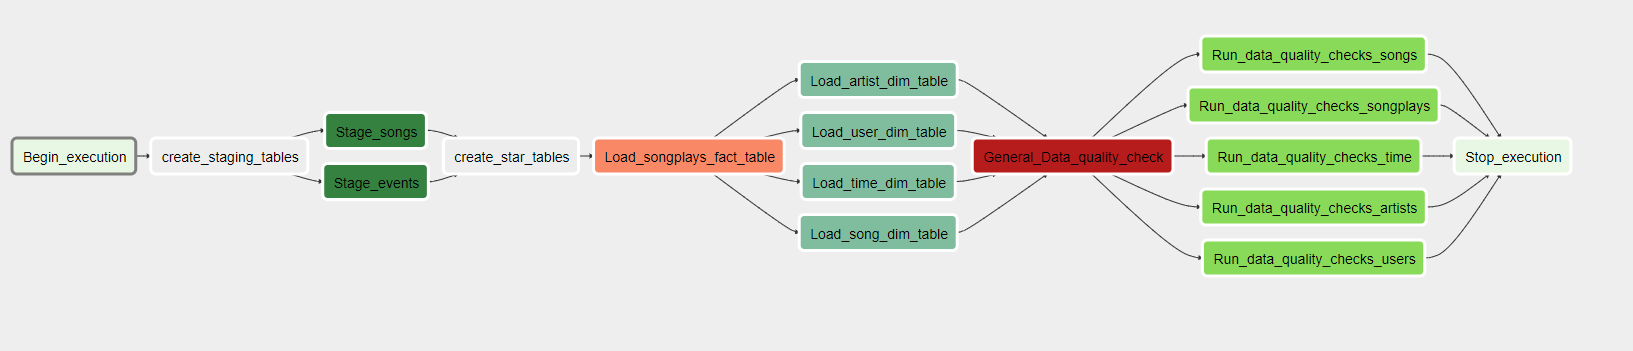 Begin_execution
create_staging_tables
Stage_songs
Stage_events
create_star_tables
Load_songplays_fact_table
Load_artist_dim_table
Load_user_dim_table
Load_time_dim_table
Load_song_dim_table
General_Data_quality_check
Run_data_quality_checks_songs
Run_data_quality_checks_songplays
Run_data_quality_checks_time
Run_data_quality_checks_artists
Run_data_quality_checks_users
Stop_execution